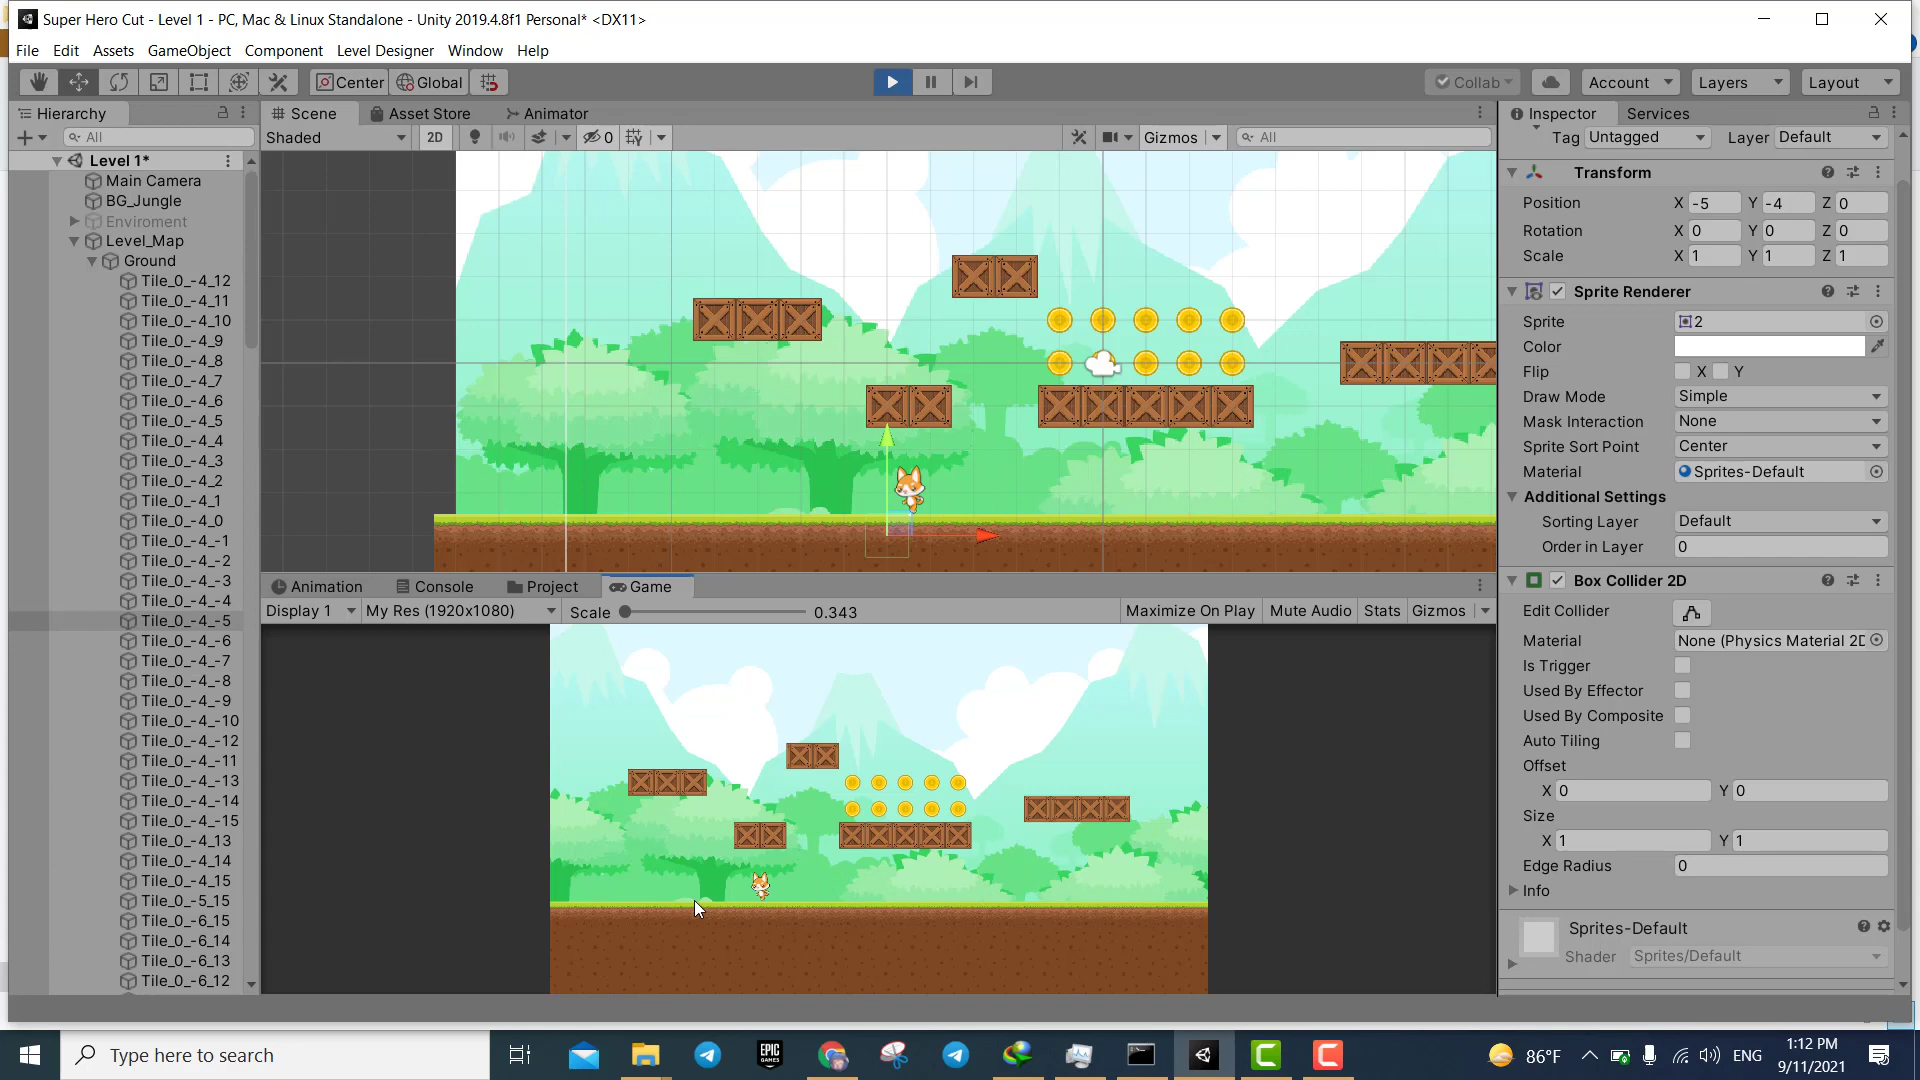 Super Hero Cut - Level 1 - PC, Mac & Linux Standalone - Unity 2019.4.8f1 Personal* <DX11>
File Edit Assets GameObject Component Level Designer Window Help
Center Global Collab Account Layers Layout
Hierarchy
All
Level 1*
Main Camera
BG_Jungle
Enviroment
Level_Map
Ground
Tile_0_-4_12
Tile_0_-4_11
Tile_0_-4_10
Tile_0_-4_9
Tile_0_-4_8
Tile_0_-4_7
Tile_0_-4_6
Tile_0_-4_5
Tile_0_-4_4
Tile_0_-4_3
Tile_0_-4_2
Tile_0_-4_1
Tile_0_-4_0
Tile_0_-4_-1
Tile_0_-4_-2
Tile_0_-4_-3
Tile_0_-4_-4
Tile_0_-4_-5
Tile_0_-4_-6
Tile_0_-4_-7
Tile_0_-4_-8
Tile_0_-4_-9
Tile_0_-4_-10
Tile_0_-4_-12
Tile_0_-4_-11
Tile_0_-4_-13
Tile_0_-4_-14
Tile_0_-4_-15
Tile_0_-4_13
Tile_0_-4_14
Tile_0_-4_15
Tile_0_-5_15
Tile_0_-6_15
Tile_0_-6_14
Tile_0_-6_13
Tile_0_-6_12
Scene Asset Store Animator
Shaded 2D 0 Gizmos All
Animation Console Project Game
Display 1 My Res (1920x1080) Scale 0.343 Maximize On Play Mute Audio Stats Gizmos
Inspector Services
Tag Untagged Layer Default
Transform
Position X -5 Y -4 Z 0
Rotation X 0 Y 0 Z 0
Scale X 1 Y 1 Z 1
Sprite Renderer
Sprite 2
Color
Flip X Y
Draw Mode Simple
Mask Interaction None
Sprite Sort Point Center
Material Sprites-Default
Additional Settings
Sorting Layer Default
Order in Layer 0
Box Collider 2D
Edit Collider
Material None (Physics Material 2D
Is Trigger
Used By Effector
Used By Composite
Auto Tiling
Offset
X 0 Y 0
Size
X 1 Y 1
Edge Radius 0
Info
Sprites-Default
Shader Sprites/Default
Type here to search
EPIC GAMES
86°F ENG 1:12 PM
9/11/2021